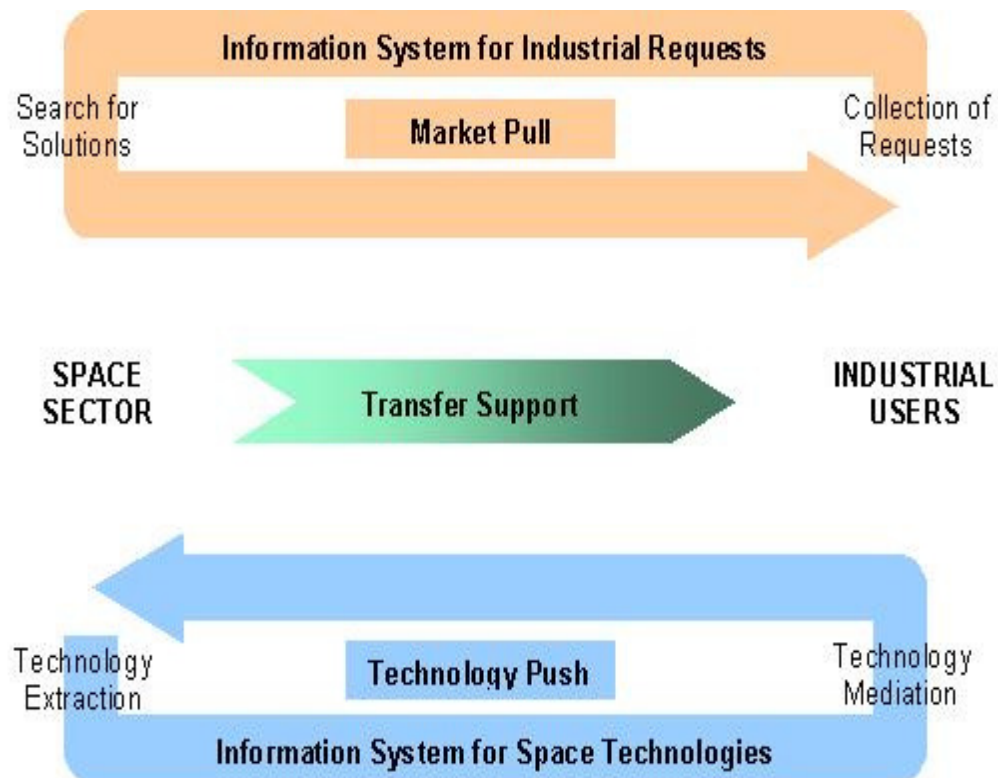 Information System for Industrial Requests
Search for
Solutions
Market Pull
Collection of
Requests
SPACE
SECTOR
Transfer Support
INDUSTRIAL
USERS
Technology
Extraction
Technology Push
Technology
Mediation
Information System for Space Technologies